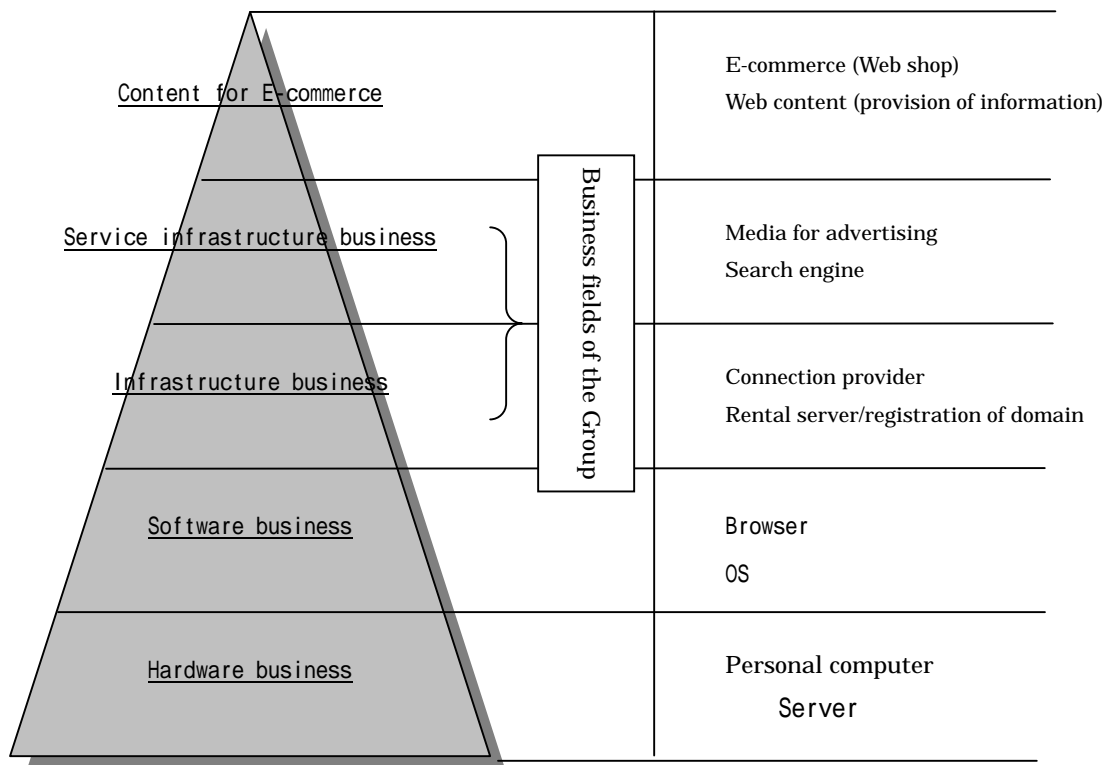 Content for E-commerce
E-commerce (Web shop)
Web content (provision of information)
Business fields of the Group
Service infrastructure business
Media for advertising
Search engine
Infrastructure business
Connection provider
Rental server/registration of domain
Software business
Browser
OS
Hardware business
Personal computer
Server